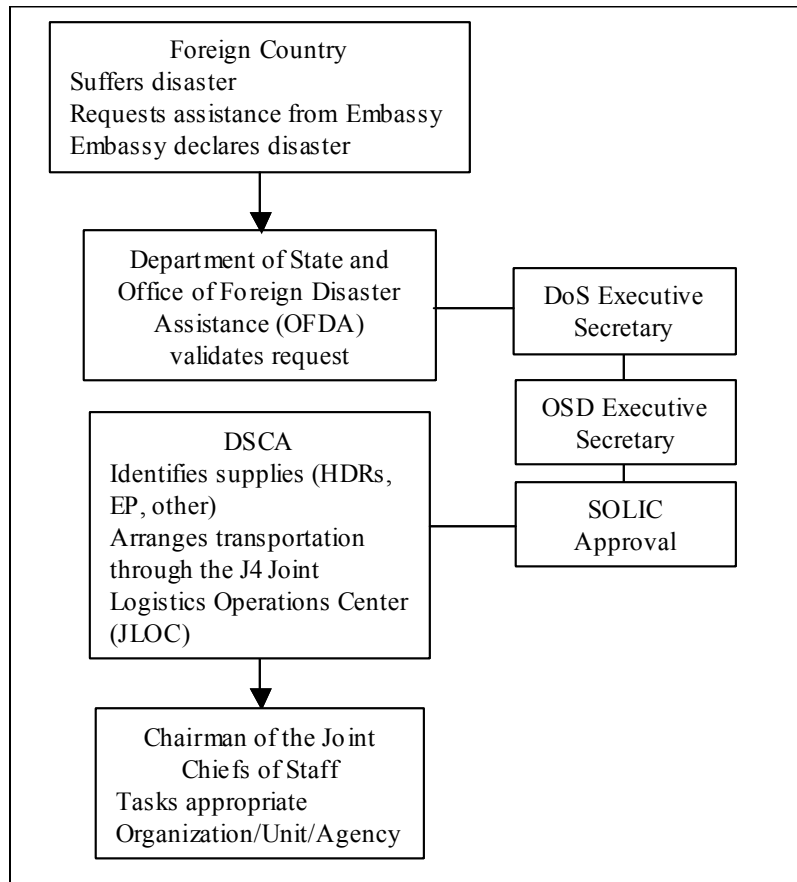 Foreign Country
Suffers disaster
Requests assistance from Embassy
Embassy declares disaster
Department of State and
Office of Foreign Disaster
Assistance (OFDA)
validates request
DoS Executive
Secretary
OSD Executive
Secretary
SOLIC
Approval
DSCA
Identifies supplies (HDRs,
EP, other)
Arranges transportation
through the J4 Joint
Logistics Operations Center
(JLOC)
Chairman of the Joint
Chiefs of Staff
Tasks appropriate
Organization/Unit/Agency